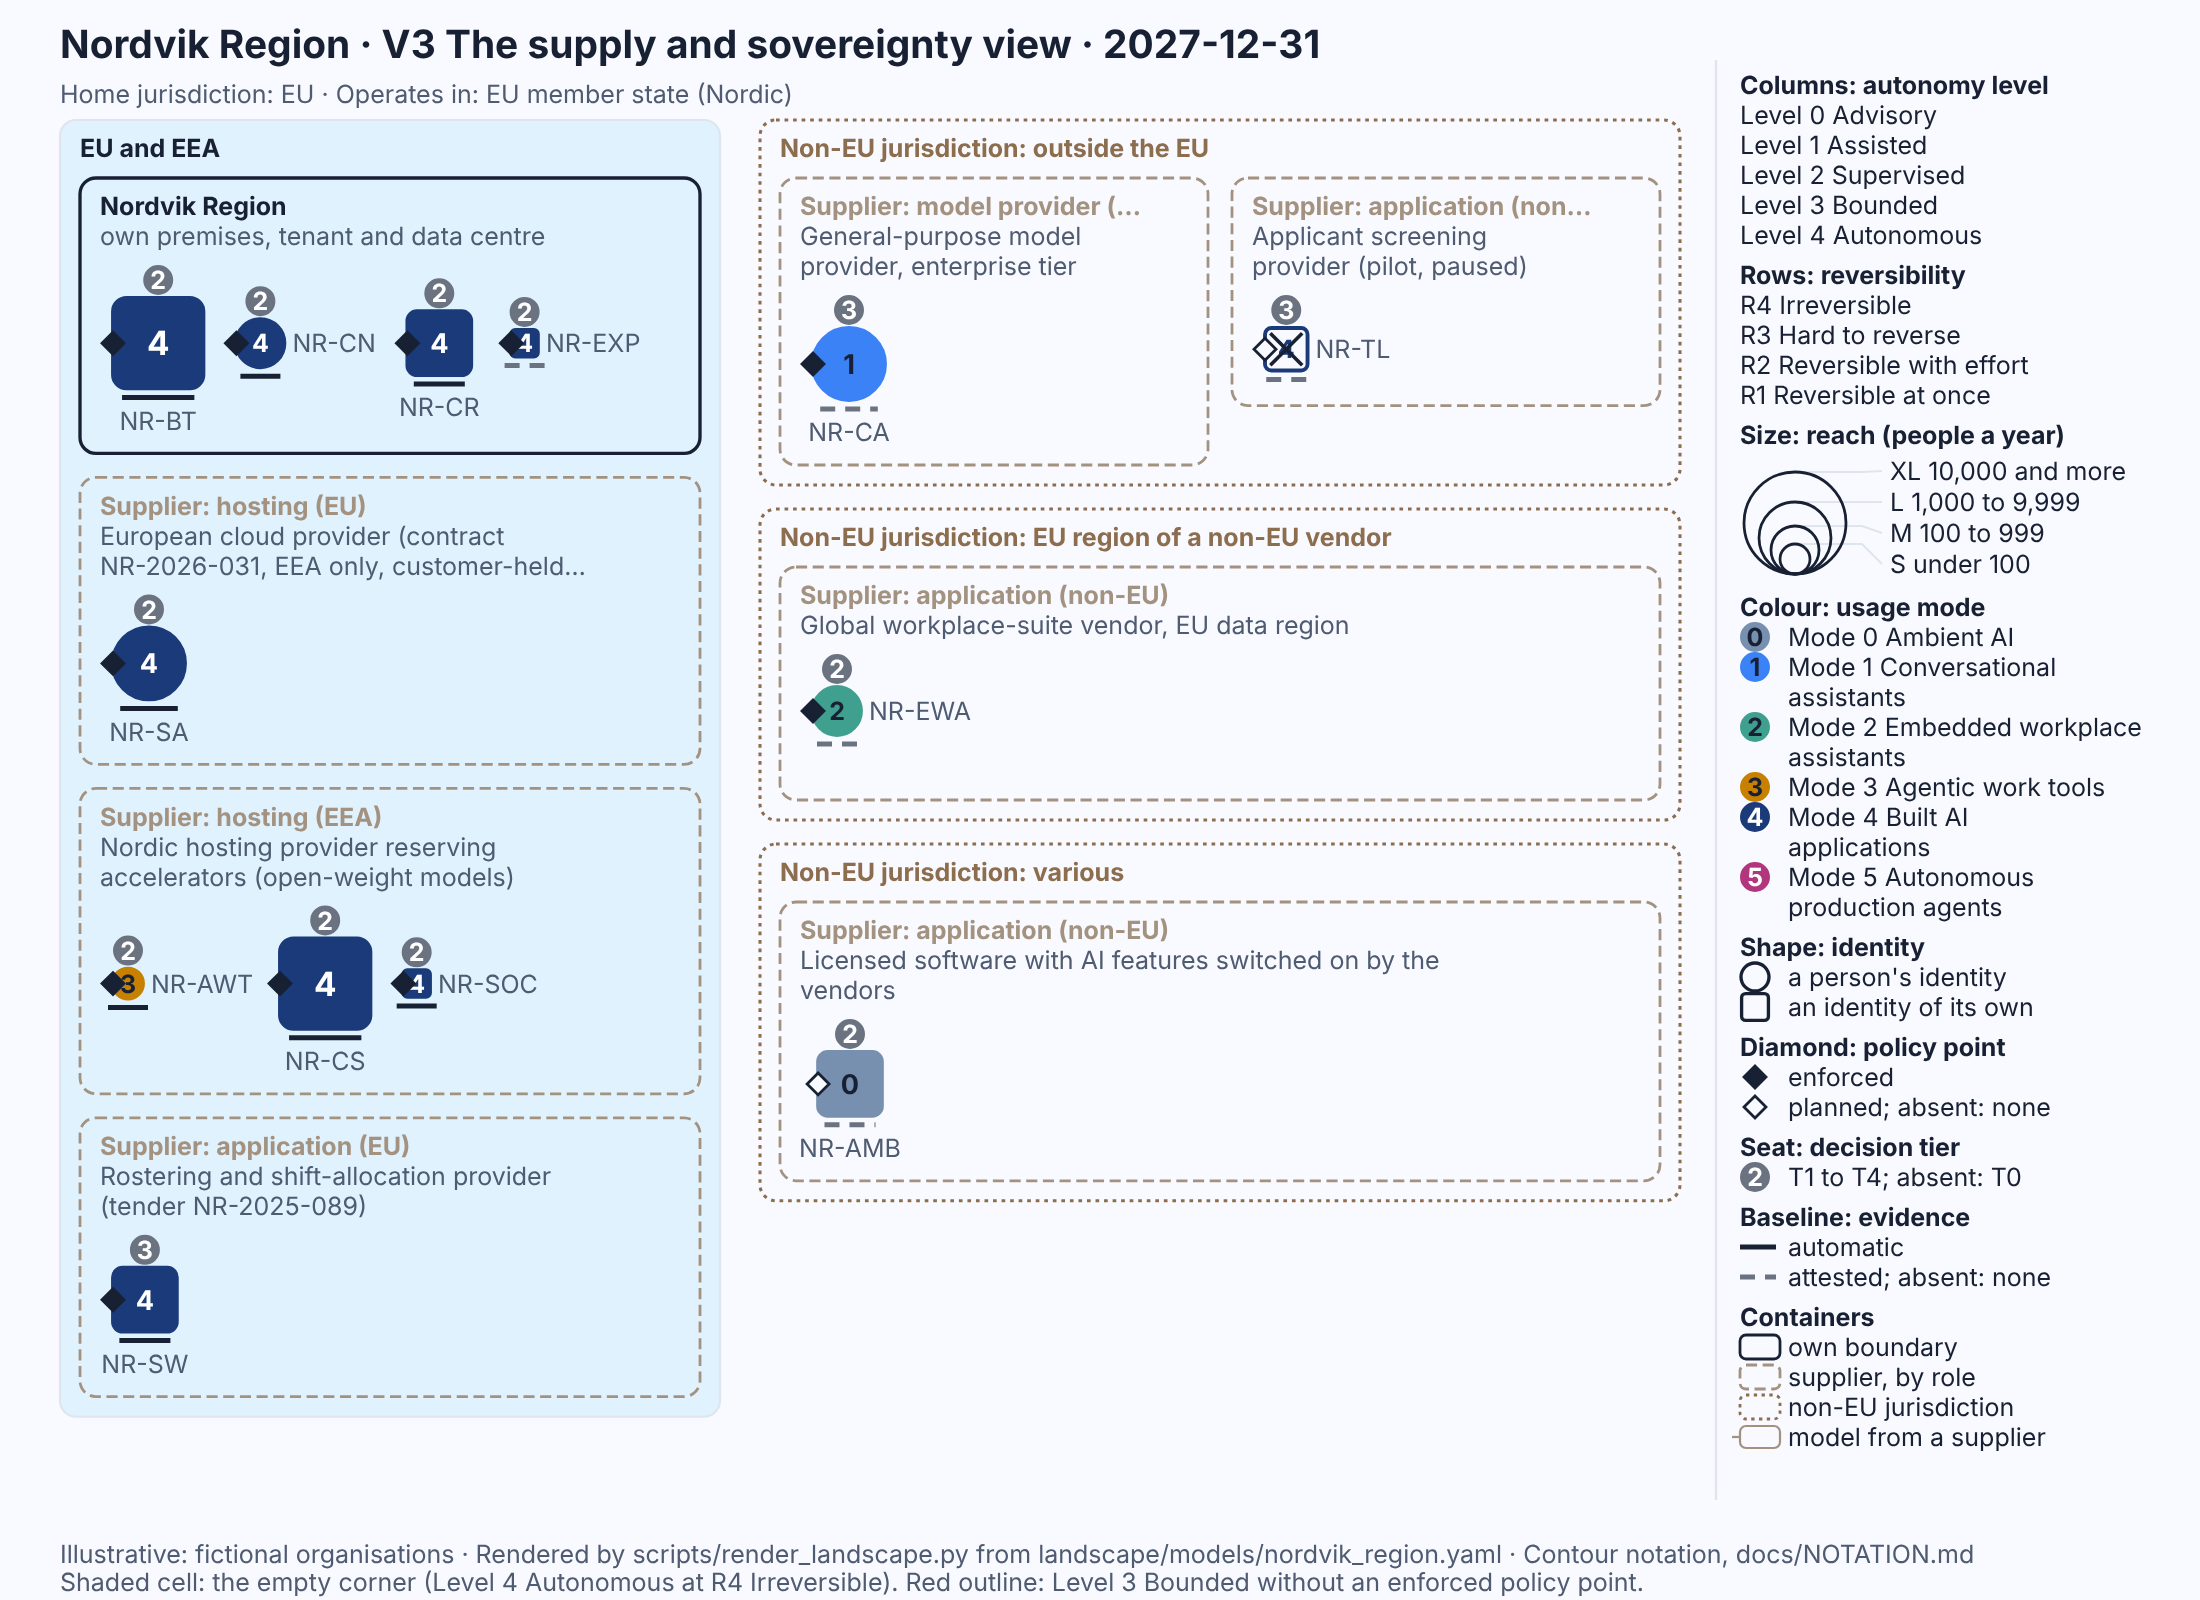 Nordvik Region · V3 The supply and sovereignty view · 2027-12-31
Home jurisdiction: EU · Operates in: EU member state (Nordic)
EU and EEA
Nordvik Region
own premises, tenant and data centre
2
2
2
2
4
4
NR-CN
4
4
NR-EXP
NR-BT
NR-CR
Supplier: hosting (EU)
European cloud provider (contract
NR-2026-031, EEA only, customer-held...
2
4
NR-SA
Supplier: hosting (EEA)
Nordic hosting provider reserving
accelerators (open-weight models)
2
2
2
3
NR-AWT
4
4
NR-SOC
NR-CS
Supplier: application (EU)
Rostering and shift-allocation provider
(tender NR-2025-089)
3
4
NR-SW
Non-EU jurisdiction: outside the EU
Supplier: model provider (...
General-purpose model
provider, enterprise tier
3
1
NR-CA
Supplier: application (non...
Applicant screening
provider (pilot, paused)
3
4
NR-TL
Non-EU jurisdiction: EU region of a non-EU vendor
Supplier: application (non-EU)
Global workplace-suite vendor, EU data region
2
2
NR-EWA
Non-EU jurisdiction: various
Supplier: application (non-EU)
Licensed software with AI features switched on by the
vendors
2
0
NR-AMB
Columns: autonomy level
Level 0 Advisory
Level 1 Assisted
Level 2 Supervised
Level 3 Bounded
Level 4 Autonomous
Rows: reversibility
R4 Irreversible
R3 Hard to reverse
R2 Reversible with effort
R1 Reversible at once
Size: reach (people a year)
XL 10,000 and more
L 1,000 to 9,999
M 100 to 999
S under 100
Colour: usage mode
0 Mode 0 Ambient AI
1 Mode 1 Conversational
assistants
2 Mode 2 Embedded workplace
assistants
3 Mode 3 Agentic work tools
4 Mode 4 Built AI
applications
5 Mode 5 Autonomous
production agents
Shape: identity
a person's identity
an identity of its own
Diamond: policy point
enforced
planned; absent: none
Seat: decision tier
2 T1 to T4; absent: T0
Baseline: evidence
automatic
attested; absent: none
Containers
own boundary
supplier, by role
non-EU jurisdiction
model from a supplier
Illustrative: fictional organisations · Rendered by scripts/render_landscape.py from landscape/models/nordvik_region.yaml · Contour notation, docs/NOTATION.md
Shaded cell: the empty corner (Level 4 Autonomous at R4 Irreversible). Red outline: Level 3 Bounded without an enforced policy point.